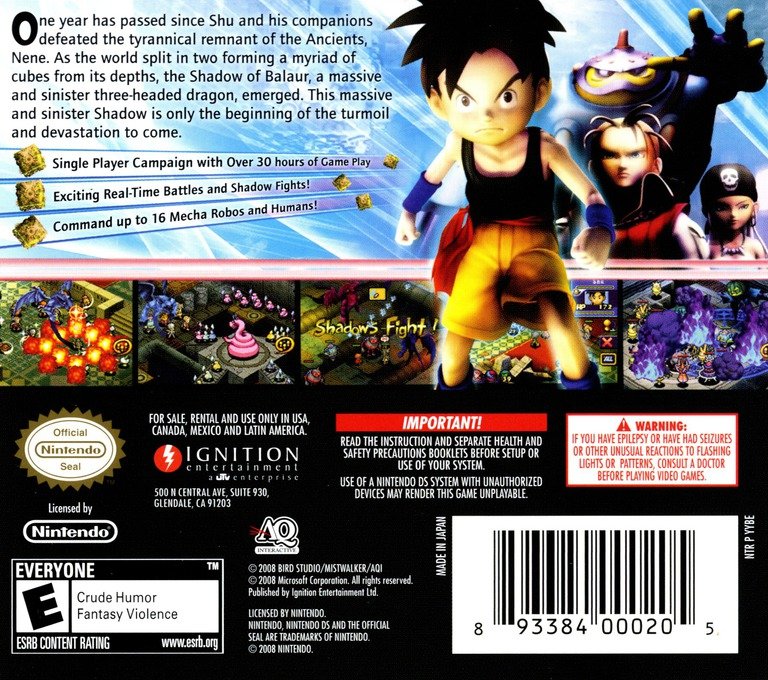 One year has passed since Shu and his companions
defeated the tyrannical remnant of the Ancients,
Nene. As the world split in two forming a myriad of
cubes from its depths, the Shadow of Balaur, a massive
and sinister three-headed dragon, emerged. This massive
and sinister Shadow is only the beginning of the turmoil
and devastation to come.
Single Player Campaign with Over 30 hours of Game Play
Exciting Real-Time Battles and Shadow Fights!
Command up to 16 Mecha Robos and Humans!
Shadows Fight!
HP
772
ALL
Official
Nintendo
Seal
Licensed by
Nintendo®
FOR SALE, RENTAL AND USE ONLY IN USA,
CANADA, MEXICO AND LATIN AMERICA.
IGNITION
entertainment
a UTV enterprise
500 N CENTRAL AVE, SUITE 930,
GLENDALE, CA 91203
AQ
INTERACTIVE
IMPORTANT!
READ THE INSTRUCTION AND SEPARATE HEALTH AND
SAFETY PRECAUTIONS BOOKLETS BEFORE SETUP OR
USE OF YOUR SYSTEM.
USE OF A NINTENDO DS SYSTEM WITH UNAUTHORIZED
DEVICES MAY RENDER THIS GAME UNPLAYABLE.
WARNING:
IF YOU HAVE EPILEPSY OR HAVE HAD SEIZURES
OR OTHER UNUSUAL REACTIONS TO FLASHING
LIGHTS OR PATTERNS, CONSULT A DOCTOR
BEFORE PLAYING VIDEO GAMES.
EVERYONE
TM
E
Crude Humor
Fantasy Violence
ESRB CONTENT RATING www.esrb.org
© 2008 BIRD STUDIO/MISTWALKER/AQI
© 2008 Microsoft Corporation. All rights reserved.
Published by Ignition Entertainment Ltd.
LICENSED BY NINTENDO.
NINTENDO, NINTENDO DS AND THE OFFICIAL
SEAL ARE TRADEMARKS OF NINTENDO.
© 2008 NINTENDO.
MADE IN JAPAN
8 93384 00020 5
NTR P YYBE